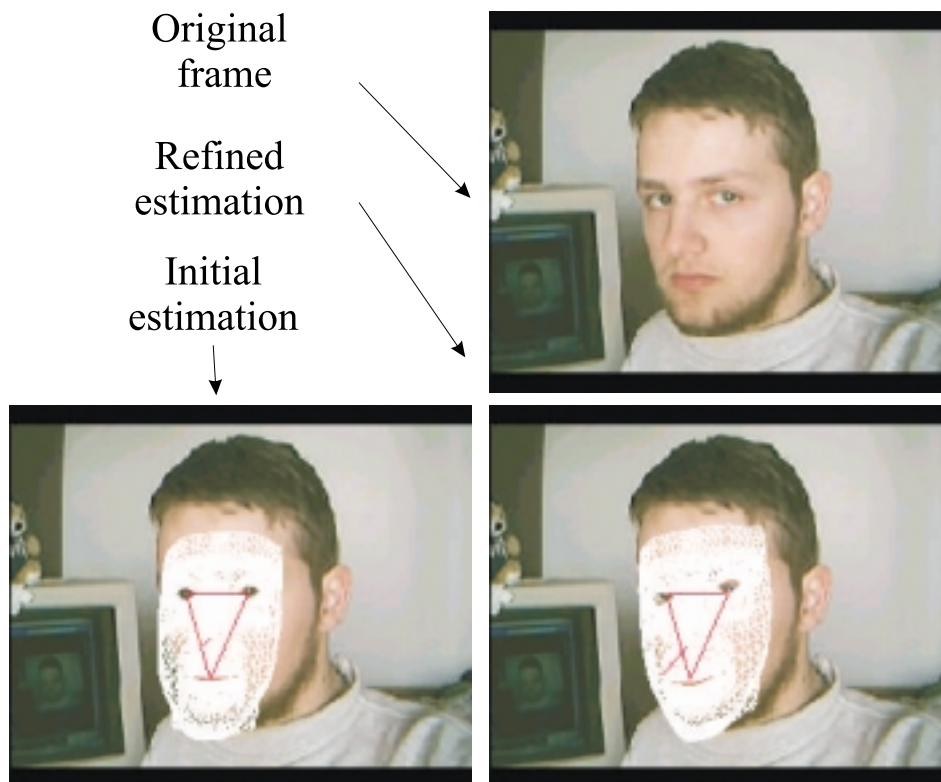 Original
frame
Refined
estimation
Initial
estimation